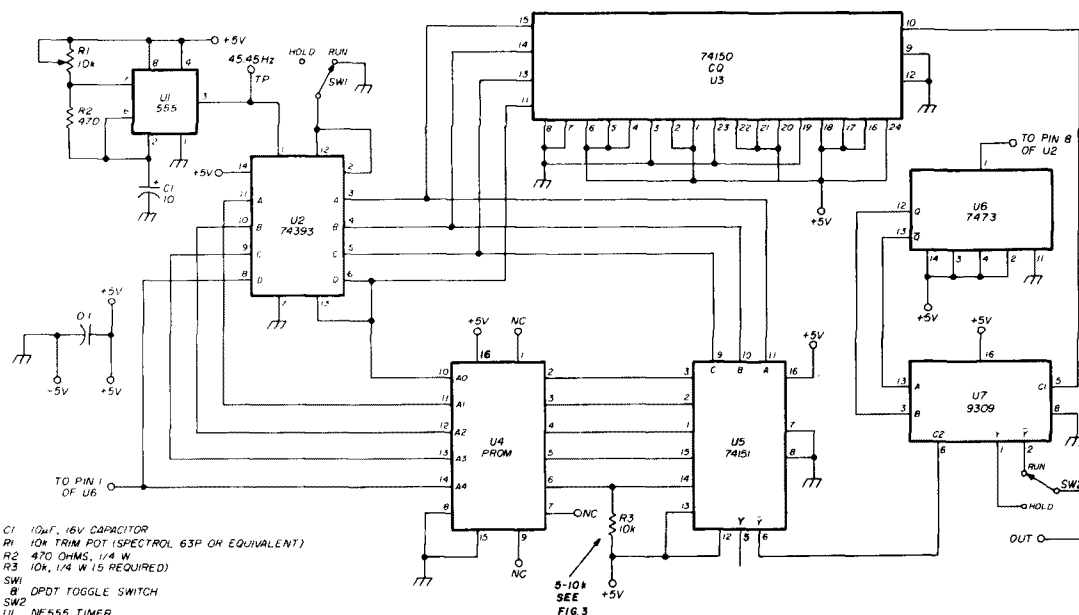 +5V
R1
10k
8
4
7
U1
555
3
6
R2
470
2
1
C1
10
+
45.45Hz
TP
HOLD
RUN
SW1
1
12
+5V
14
2
11 A
A 3
10 B
U2
74393
B 4
9 C
C 5
8 D
D 6
7
13
15
14
13
11
74150
CQ
U3
10
9
12
8 7 6 5 4 3 2 1 23 22 21 20 19 18 17 16 24
+5V
TO PIN 8
OF U2
1
12 Q
U6
7473
13 Q̅
14 3 4 2 11
+5V
+5V
16
13 A
C1 5
3 B
U7
9309
8
C2 Y Y̅
6 1 2
RUN
SW2
HOLD
OUT
0.1
+5V
+5V
+5V
+5V
NC
16
1
10 A0
2
11 A1
3
12 A2
U4
PROM
4
13 A3
5
14 A4
6
8
7
NC
15
9
NC
TO PIN 1
OF U6
9 10 11
C B A
3
16
+5V
2
1
U5
74151
7
15
8
14
13
Y Y̅
12 5 6
R3
10k
+5V
5-10k
SEE
FIG. 3
C1 10µF, 16V CAPACITOR
R1 10k TRIM POT (SPECTROL 63P OR EQUIVALENT)
R2 470 OHMS, 1/4 W
R3 10k, 1/4 W (5 REQUIRED)
SW1
& DPDT TOGGLE SWITCH
SW2
U1 NE555 TIMER